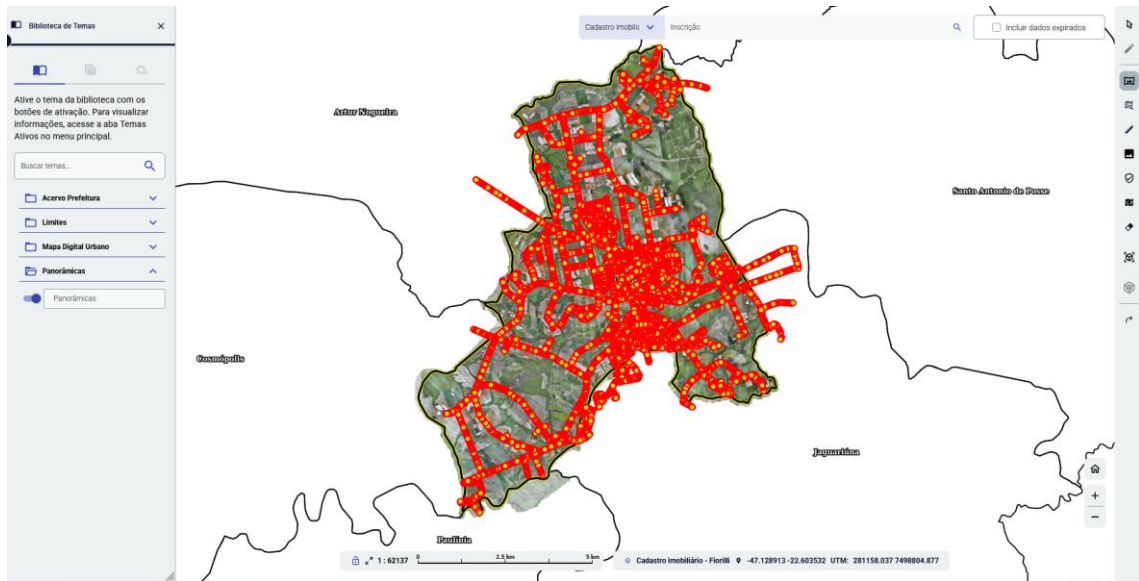 Biblioteca de Temas
Ative o tema da biblioteca com os
botões de ativação. Para visualizar
informações, acesse a aba Temas
Ativos no menu principal.
Buscar temas...
Acervo Prefeitura
Limites
Mapa Digital Urbano
Panorâmicas
Panorâmicas
Cadastro Imobili
Inscrição
Incluir dados expirados
Artur Nogueira
Santo Antonio de Posse
Cosmópolis
Jaguariúna
Paulínia
1 : 62137
0
2.5 km
5 km
Cadastro imobiliário - Fiorilli
-47.128913 -22.603532 UTM: 281158.037 7498804.877